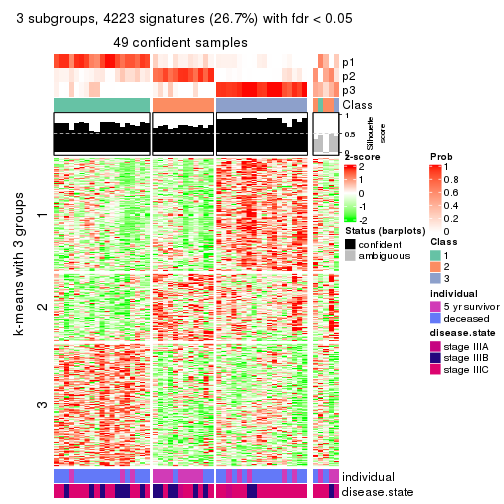 3 subgroups, 4223 signatures (26.7%) with fdr < 0.05
49 confident samples
p1
p2
p3
Class
1
0.5
0
Silhouette
score
k-means with 3 groups
1
2
3
individual
disease.state
z-score
2
1
0
-1
-2
Status (barplots)
confident
ambiguous
Prob
1
0.8
0.6
0.4
0.2
0
Class
1
2
3
individual
5 yr survivor
deceased
disease.state
stage IIIA
stage IIIB
stage IIIC